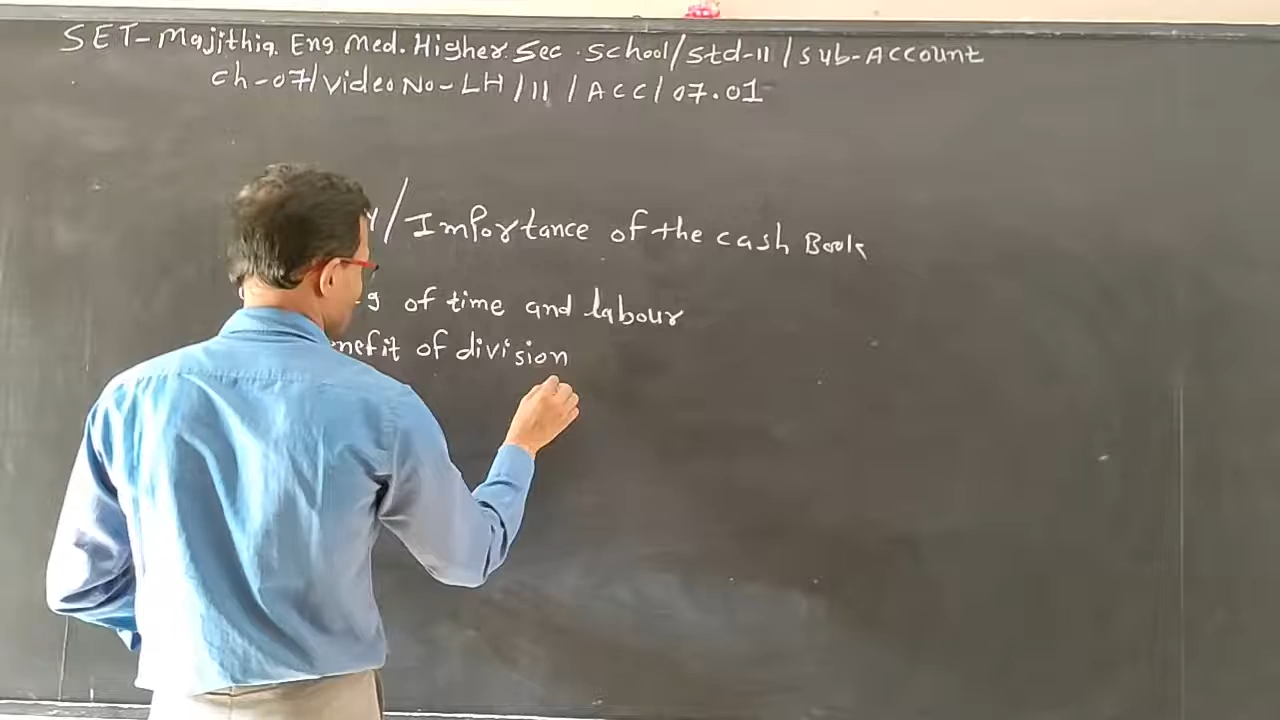 SET-Majithia Eng Med. Higher Sec. School/Std-11/Sub-Account
Ch-07/Video No-LH/11/ACC/07.01
/Importance of the cash Book
of time and labour
of division